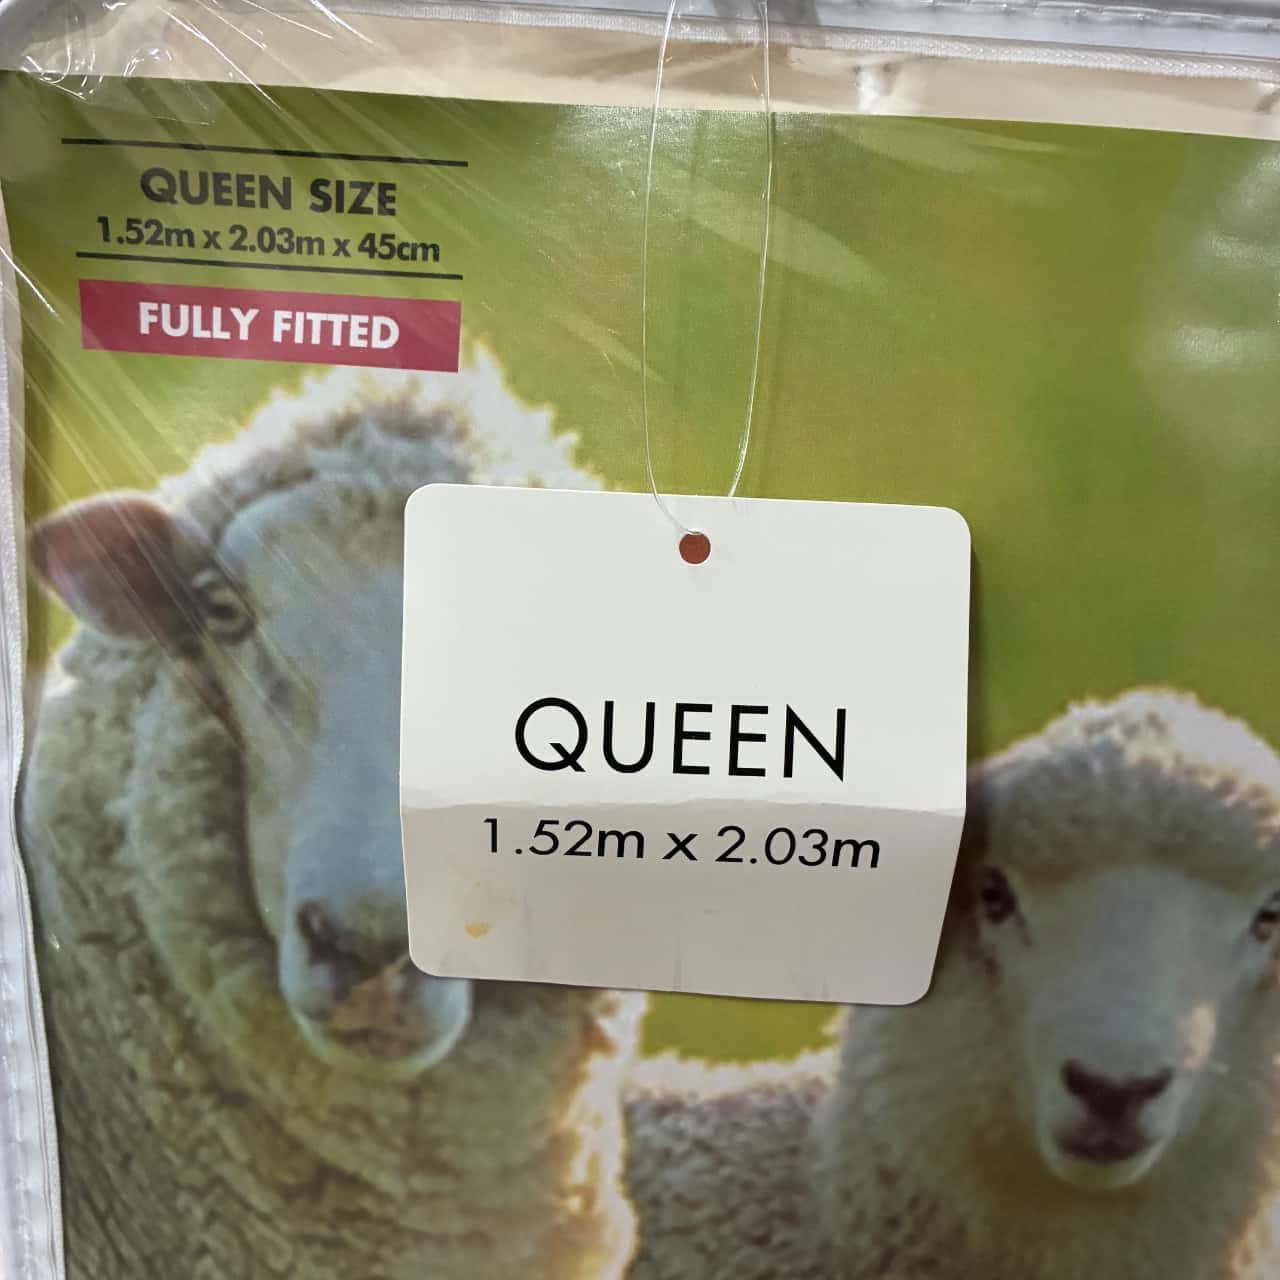 QUEEN SIZE
1.52m x 2.03m x 45cm
FULLY FITTED
QUEEN
1.52m x 2.03m